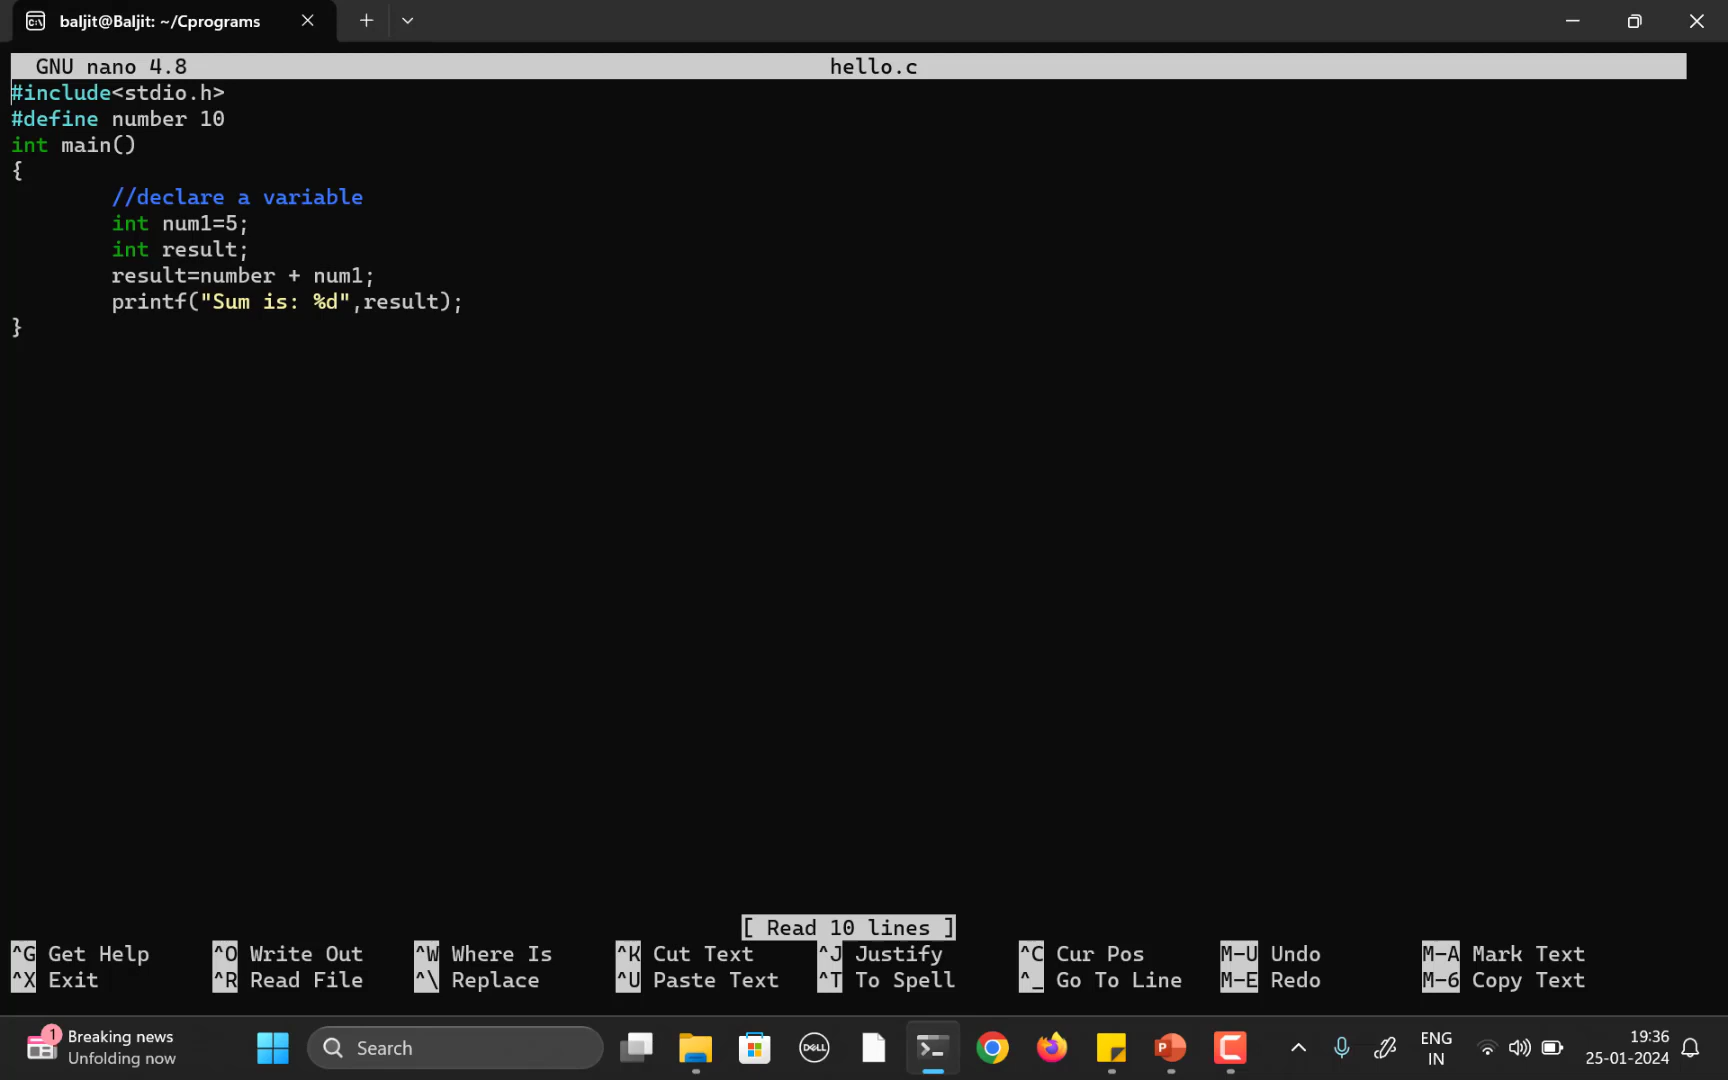 baljit@Baljit: ~/Cprograms
GNU nano 4.8 hello.c
#include<stdio.h>
#define number 10
int main()
{
//declare a variable
int num1=5;
int result;
result=number + num1;
printf("Sum is: %d",result);
}
[ Read 10 lines ]
^G Get Help ^O Write Out ^W Where Is ^K Cut Text ^J Justify ^C Cur Pos M-U Undo M-A Mark Text
^X Exit ^R Read File ^\ Replace ^U Paste Text ^T To Spell ^_ Go To Line M-E Redo M-6 Copy Text
1
Breaking news
Unfolding now
Search
DELL
P
ENG
IN
19:36
25-01-2024